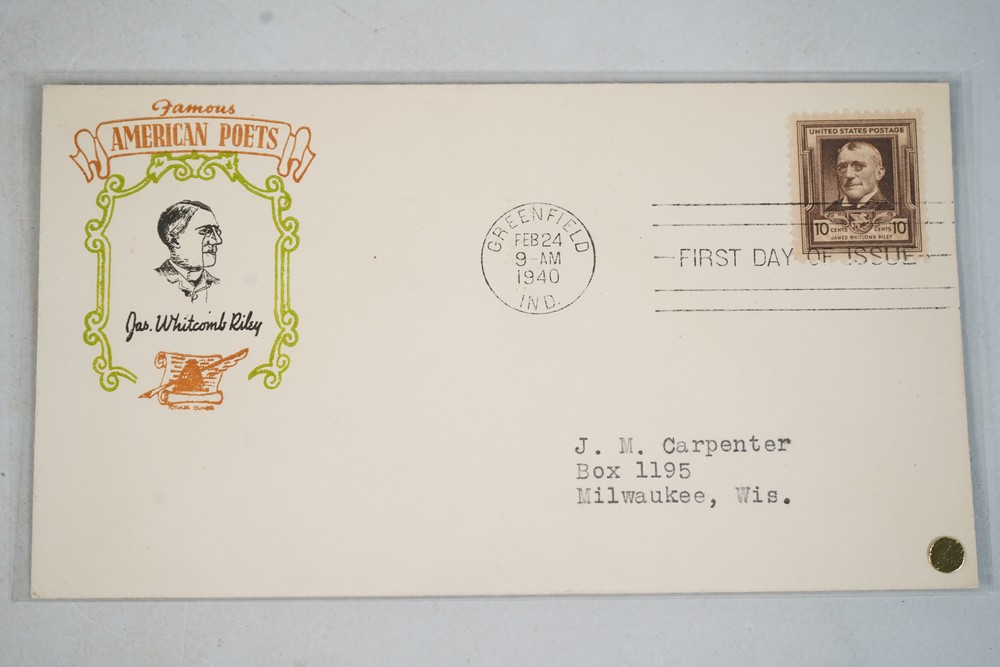 Famous
AMERICAN POETS
Jas. Whitcomb Riley
UNITED STATES POSTAGE
10 CENTS CENTS 10
JAMES WHITCOMB RILEY
GREENFIELD
FEB 24
9-AM
1940
IND.
FIRST DAY OF ISSUE
J. M. Carpenter
Box 1195
Milwaukee, Wis.